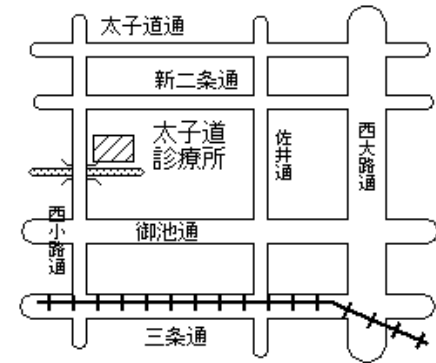 太子道通
新二条通
太子道
診療所
佐井通
西大路通
西小路通
御池通
三条通